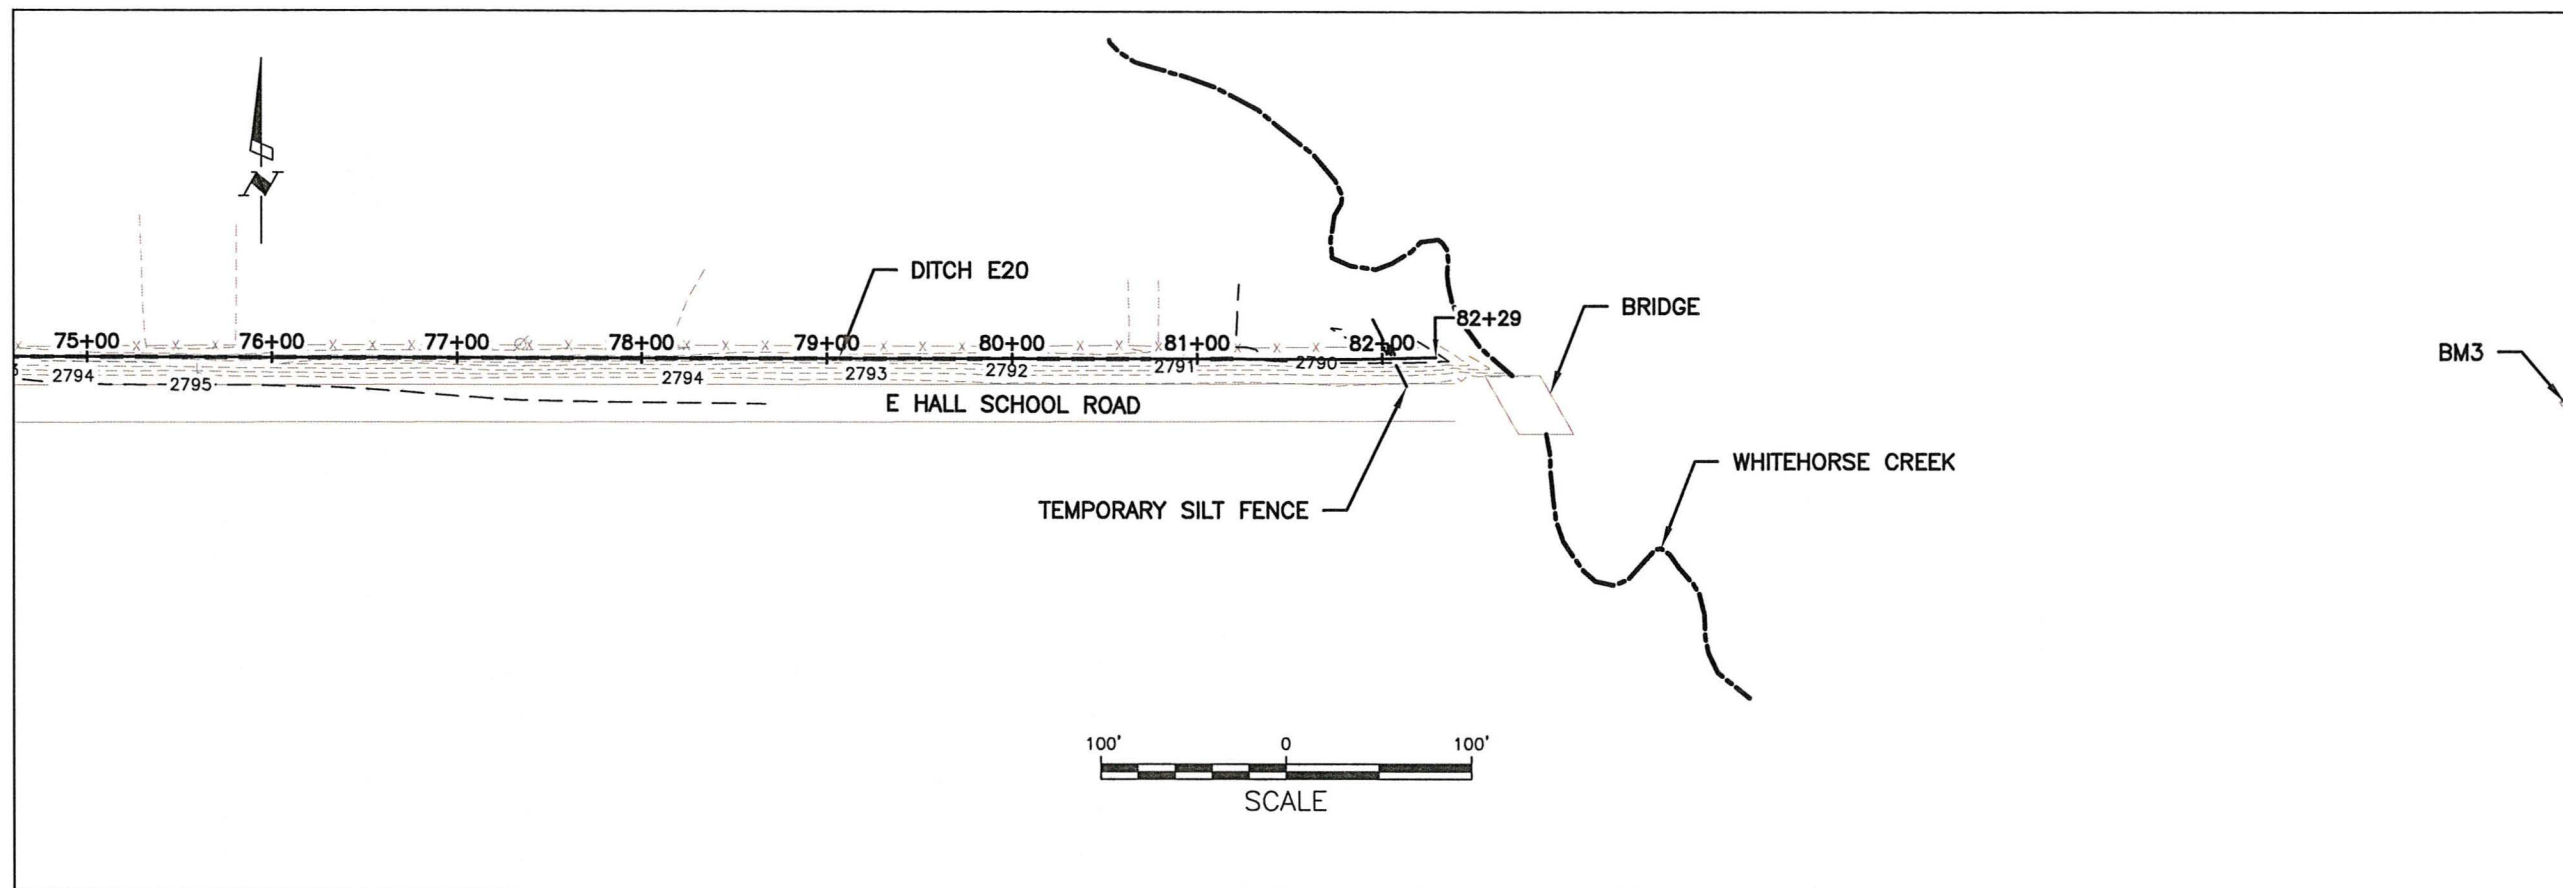 N
DITCH E20
BRIDGE
82+29
75+00 76+00 77+00 78+00 79+00 80+00 81+00 82+00
BM3
2794 2795 2794 2793 2792 2791 2790
E HALL SCHOOL ROAD
WHITEHORSE CREEK
TEMPORARY SILT FENCE
100' 0 100'
SCALE